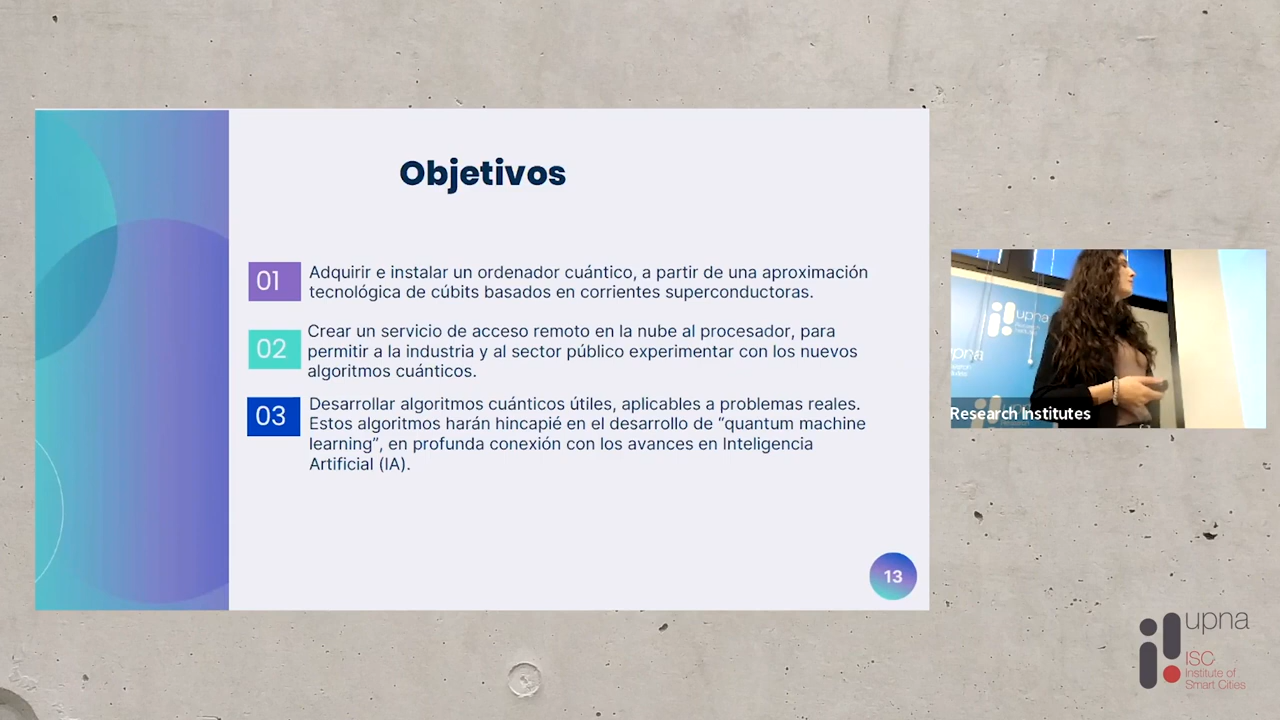 Objetivos
01
Adquirir e instalar un ordenador cuántico, a partir de una aproximación
tecnológica de cúbits basados en corrientes superconductoras.
02
Crear un servicio de acceso remoto en la nube al procesador, para
permitir a la industria y al sector público experimentar con los nuevos
algoritmos cuánticos.
03
Desarrollar algoritmos cuánticos útiles, aplicables a problemas reales.
Estos algoritmos harán hincapié en el desarrollo de “quantum machine
learning”, en profunda conexión con los avances en Inteligencia
Artificial (IA).
13
upna
Research Institutes
upna
ISC
Institute of
Smart Cities